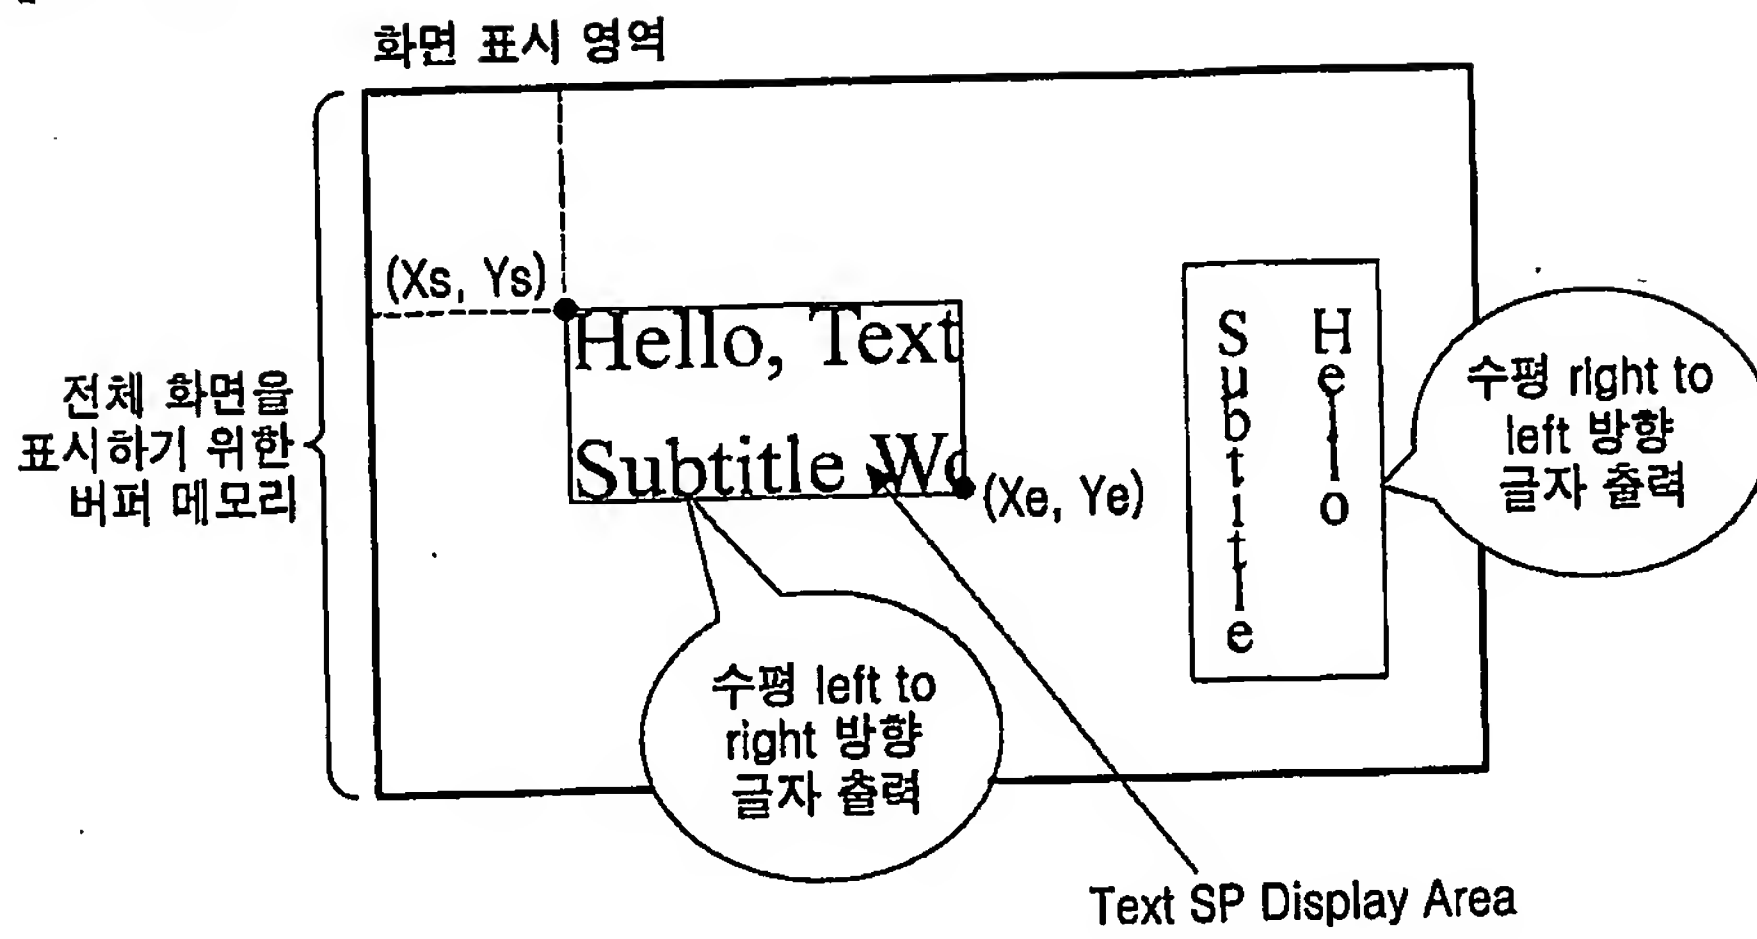 화면 표시 영역
(Xs, Ys)
Hello, Text
Subtitle Wo
(Xe, Ye)
전체 화면을
표시하기 위한
버퍼 메모리
Hello
Subtitle
수평 right to
left 방향
글자 출력
수평 left to
right 방향
글자 출력
Text SP Display Area